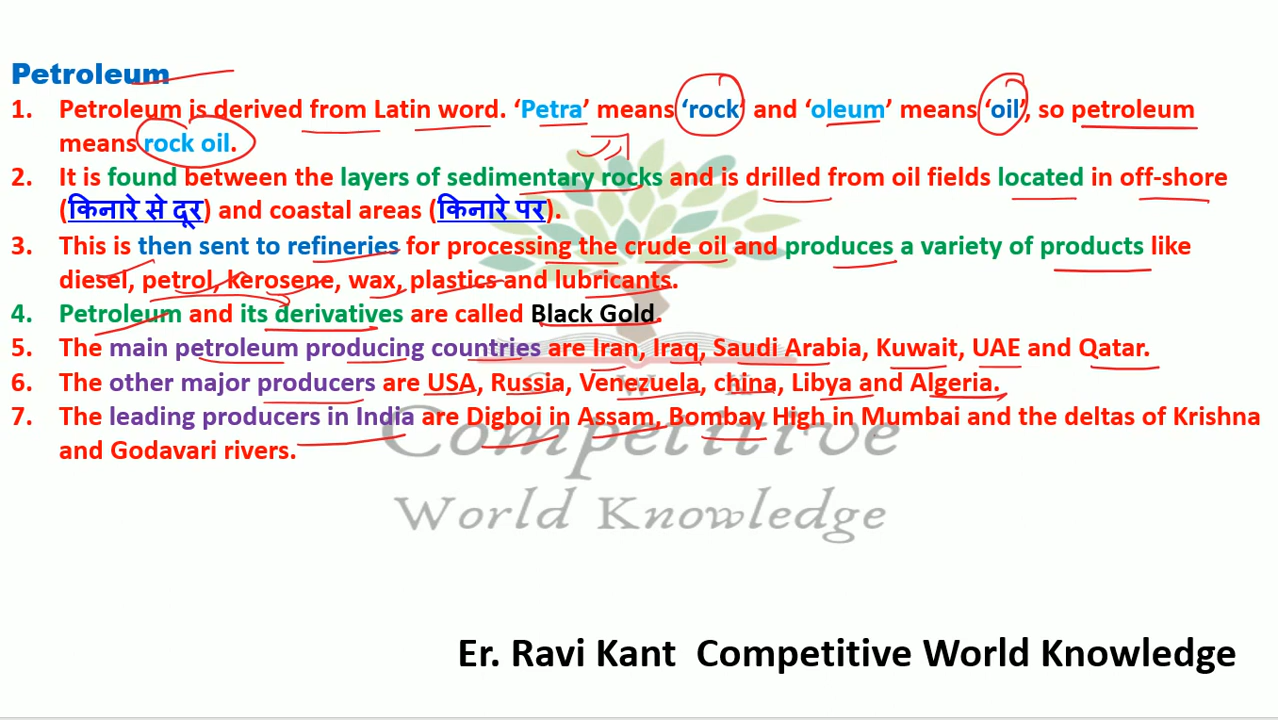 Petroleum
1. Petroleum is derived from Latin word. ‘Petra’ means ‘rock’ and ‘oleum’ means ‘oil’, so petroleum
means rock oil.
2. It is found between the layers of sedimentary rocks and is drilled from oil fields located in off-shore
(किनारे से दूर) and coastal areas (किनारे पर).
3. This is then sent to refineries for processing the crude oil and produces a variety of products like
diesel, petrol, kerosene, wax, plastics and lubricants.
4. Petroleum and its derivatives are called Black Gold.
5. The main petroleum producing countries are Iran, Iraq, Saudi Arabia, Kuwait, UAE and Qatar.
6. The other major producers are USA, Russia, Venezuela, china, Libya and Algeria.
C W K
7. The leading producers in India are Digboi in Assam, Bombay High in Mumbai and the deltas of Krishna
and Godavari rivers.
Competitive
World Knowledge
Er. Ravi Kant Competitive World Knowledge